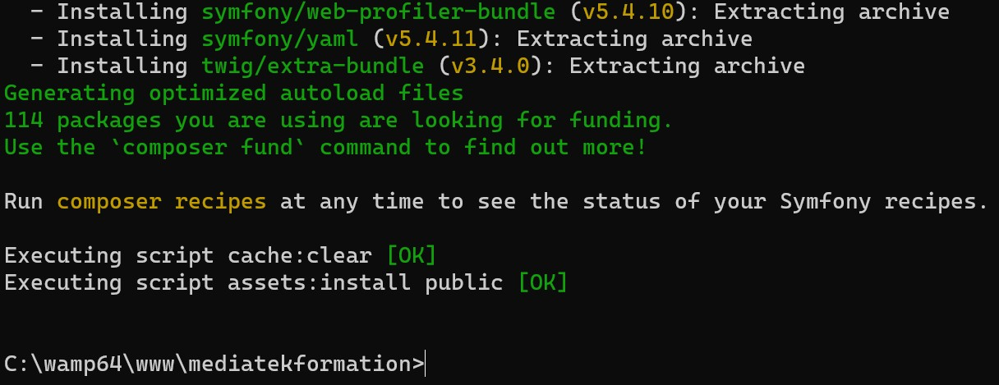 - Installing symfony/web-profiler-bundle (v5.4.10): Extracting archive
- Installing symfony/yaml (v5.4.11): Extracting archive
- Installing twig/extra-bundle (v3.4.0): Extracting archive
Generating optimized autoload files
114 packages you are using are looking for funding.
Use the `composer fund` command to find out more!
Run composer recipes at any time to see the status of your Symfony recipes.
Executing script cache:clear [OK]
Executing script assets:install public [OK]
C:\wamp64\www\mediatekformation>